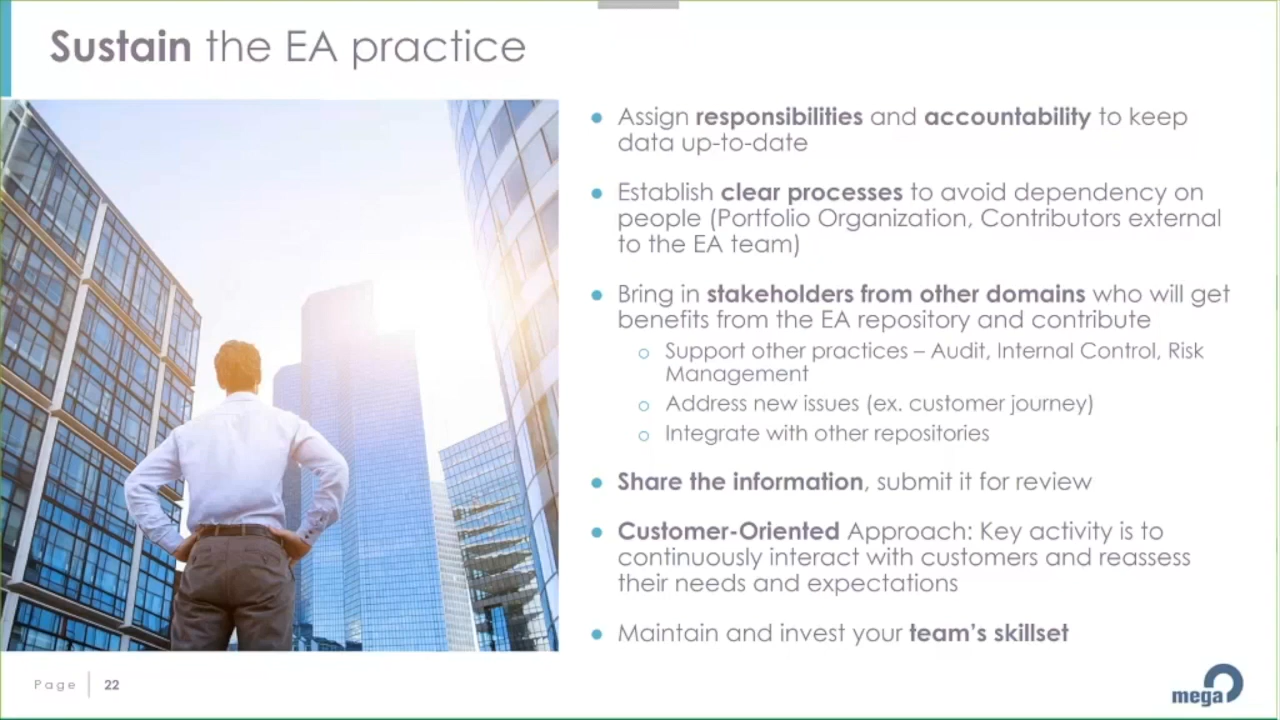 Sustain the EA practice
Assign responsibilities and accountability to keep
data up-to-date
Establish clear processes to avoid dependency on
people (Portfolio Organization, Contributors external
to the EA team)
Bring in stakeholders from other domains who will get
benefits from the EA repository and contribute
Support other practices – Audit, Internal Control, Risk
Management
Address new issues (ex. customer journey)
Integrate with other repositories
Share the information, submit it for review
Customer-Oriented Approach: Key activity is to
continuously interact with customers and reassess
their needs and expectations
Maintain and invest your team’s skillset
Page 22
mega